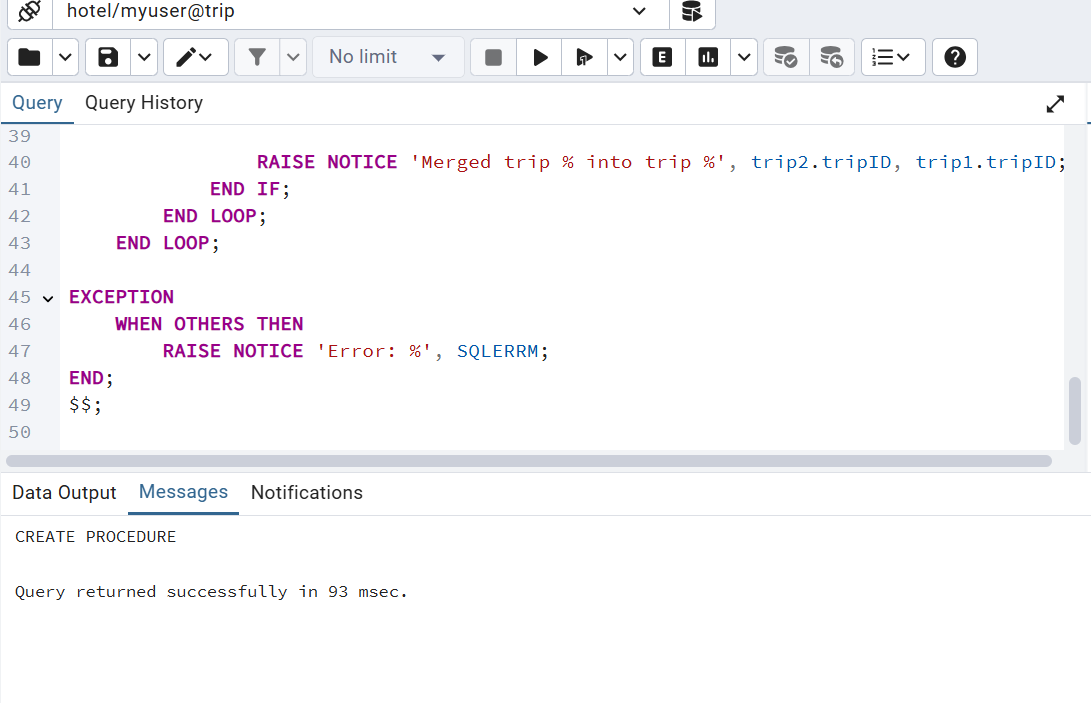 hotel/myuser@trip
No limit
E
Query Query History
39
40 RAISE NOTICE 'Merged trip % into trip %', trip2.tripID, trip1.tripID;
41 END IF;
42 END LOOP;
43 END LOOP;
44
45 EXCEPTION
46 WHEN OTHERS THEN
47 RAISE NOTICE 'Error: %', SQLERRM;
48 END;
49 $$;
50
Data Output Messages Notifications
CREATE PROCEDURE
Query returned successfully in 93 msec.